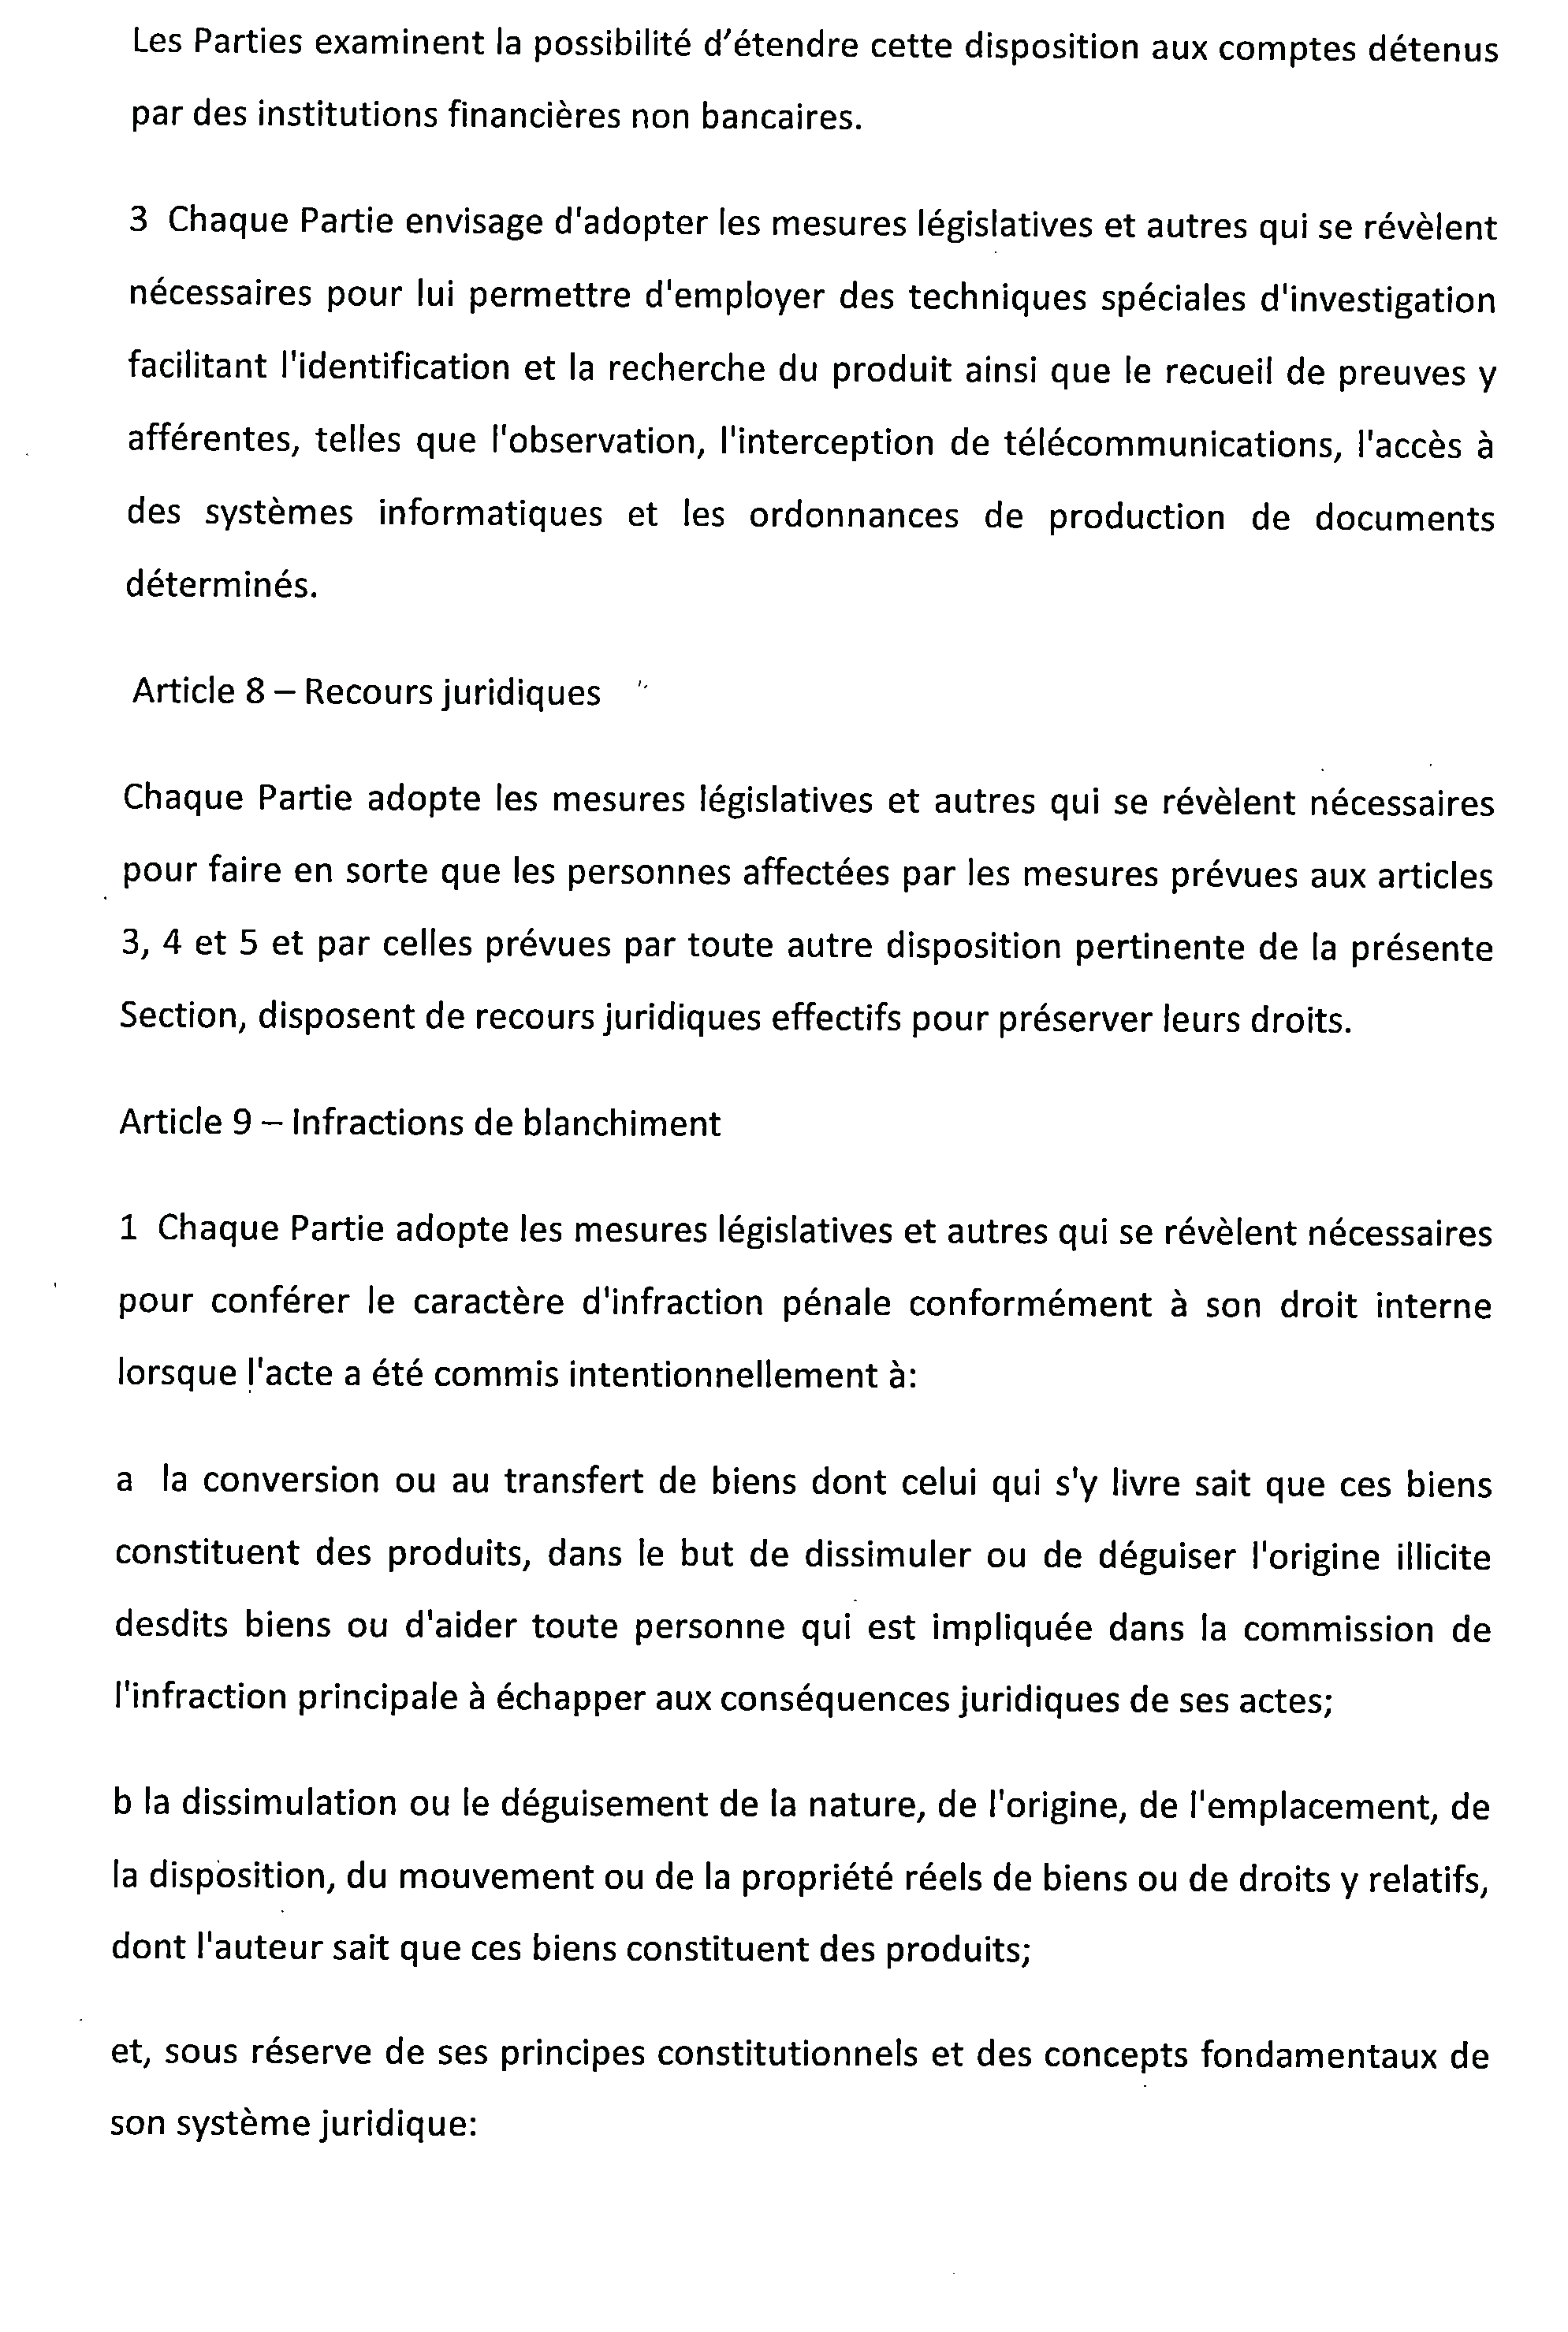 Les Parties examinent la possibilité d'étendre cette disposition aux comptes détenus
par des institutions financières non bancaires.
3 Chaque Partie envisage d'adopter les mesures législatives et autres qui se révèlent
nécessaires pour lui permettre d'employer des techniques spéciales d'investigation
facilitant l'identification et la recherche du produit ainsi que le recueil de preuves y
afférentes, telles que l'observation, l'interception de télécommunications, l'accès à
des systèmes informatiques et les ordonnances de production de documents
déterminés.
Article 8 – Recours juridiques
Chaque Partie adopte les mesures législatives et autres qui se révèlent nécessaires
pour faire en sorte que les personnes affectées par les mesures prévues aux articles
3, 4 et 5 et par celles prévues par toute autre disposition pertinente de la présente
Section, disposent de recours juridiques effectifs pour préserver leurs droits.
Article 9 – Infractions de blanchiment
1 Chaque Partie adopte les mesures législatives et autres qui se révèlent nécessaires
pour conférer le caractère d'infraction pénale conformément à son droit interne
lorsque l'acte a été commis intentionnellement à:
a la conversion ou au transfert de biens dont celui qui s'y livre sait que ces biens
constituent des produits, dans le but de dissimuler ou de déguiser l'origine illicite
desdits biens ou d'aider toute personne qui est impliquée dans la commission de
l'infraction principale à échapper aux conséquences juridiques de ses actes;
b la dissimulation ou le déguisement de la nature, de l'origine, de l'emplacement, de
la disposition, du mouvement ou de la propriété réels de biens ou de droits y relatifs,
dont l'auteur sait que ces biens constituent des produits;
et, sous réserve de ses principes constitutionnels et des concepts fondamentaux de
son système juridique: